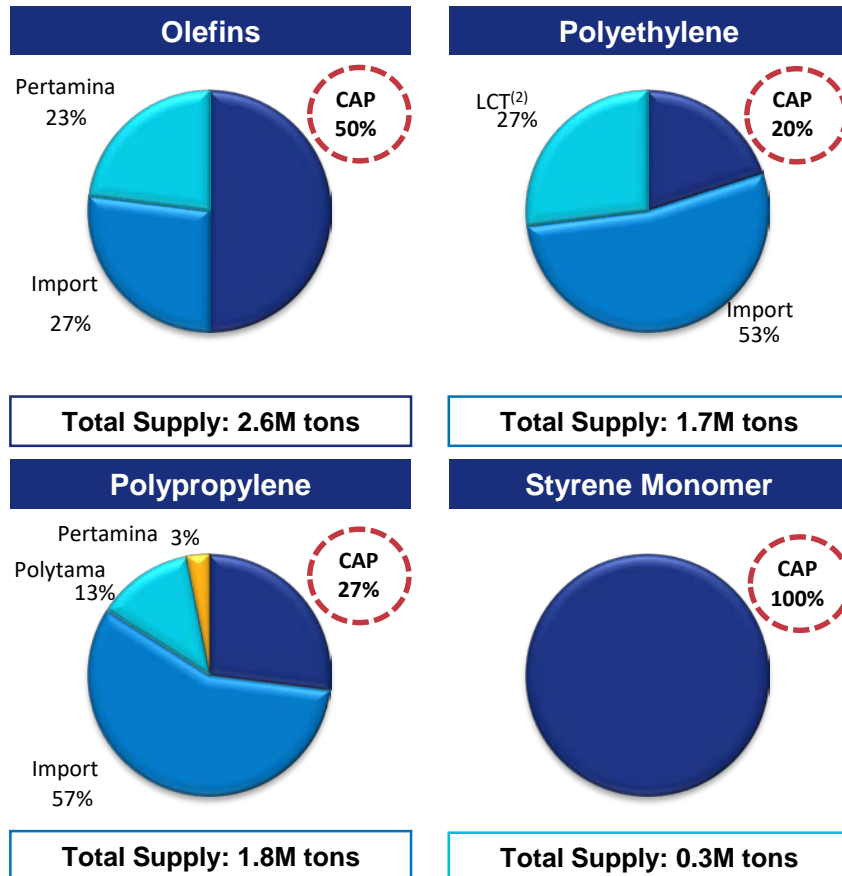 Olefins
Pertamina
23%
CAP
50%
Import
27%
Total Supply: 2.6M tons
Polyethylene
LCT(2)
27%
CAP
20%
Import
53%
Total Supply: 1.7M tons
Polypropylene
Pertamina 3%
Polytama
13%
CAP
27%
Import
57%
Total Supply: 1.8M tons
Styrene Monomer
CAP
100%
Total Supply: 0.3M tons